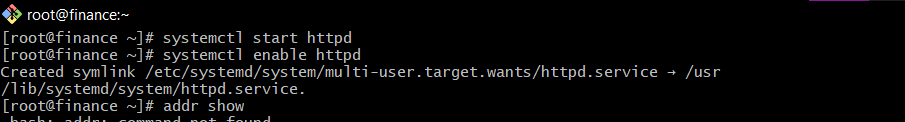 root@finance:~
[root@finance ~]# systemctl start httpd
[root@finance ~]# systemctl enable httpd
Created symlink /etc/systemd/system/multi-user.target.wants/httpd.service → /usr
/lib/systemd/system/httpd.service.
[root@finance ~]# addr show
bash: addr: command not found